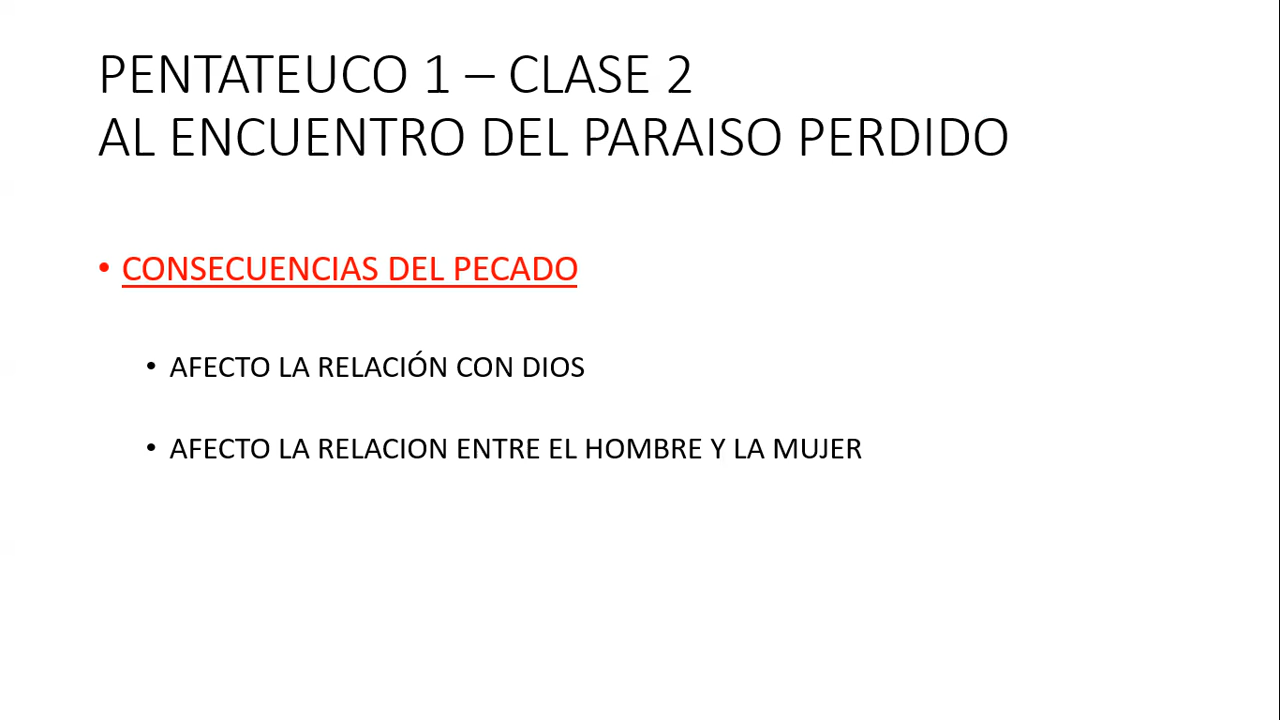 PENTATEUCO 1 – CLASE 2
AL ENCUENTRO DEL PARAISO PERDIDO
• CONSECUENCIAS DEL PECADO
• AFECTO LA RELACIÓN CON DIOS
• AFECTO LA RELACION ENTRE EL HOMBRE Y LA MUJER